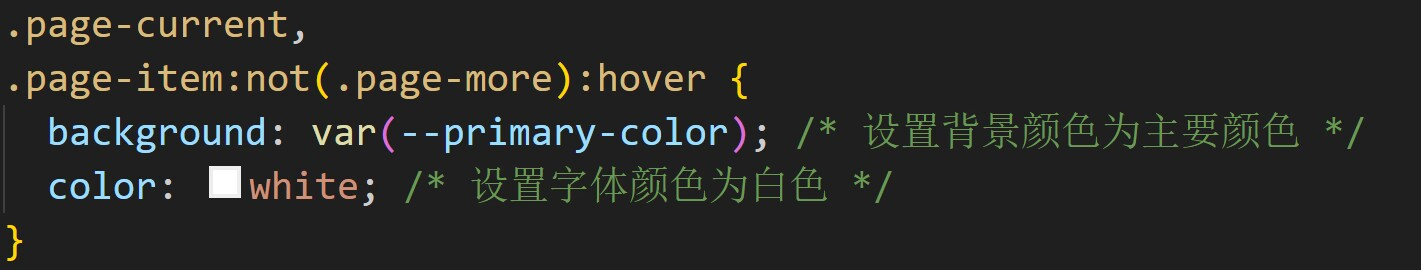 .page-current,
.page-item:not(.page-more):hover {
  background: var(--primary-color); /* 设置背景颜色为主要颜色 */
  color: white; /* 设置字体颜色为白色 */
}